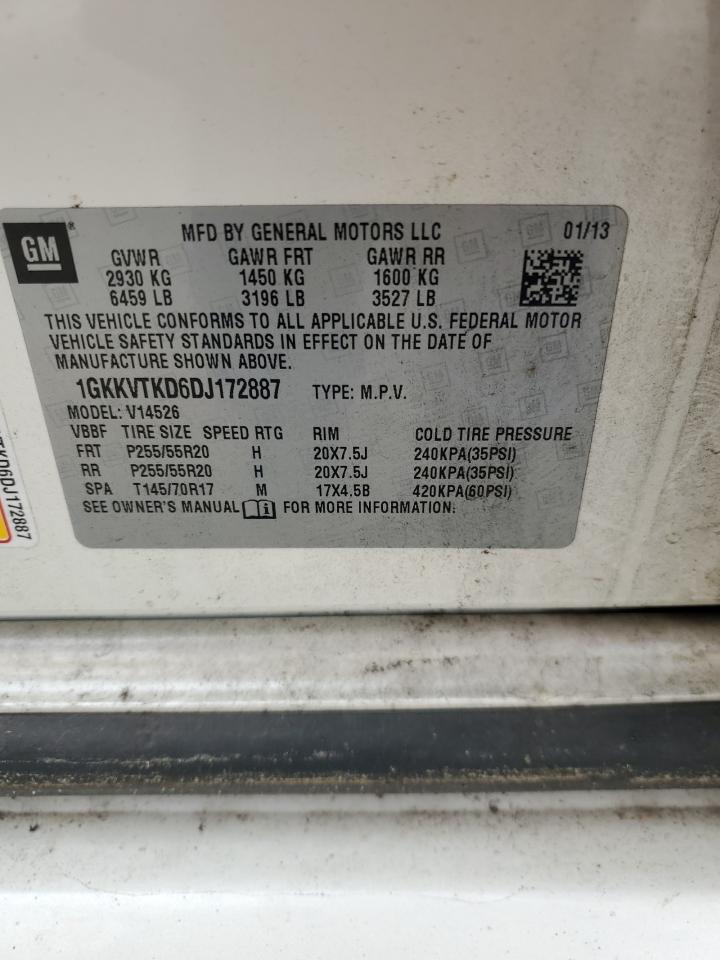 GM ® MFD BY GENERAL MOTORS LLC 01/13
GVWR GAWR FRT GAWR RR
2930 KG 1450 KG 1600 KG
6459 LB 3196 LB 3527 LB
THIS VEHICLE CONFORMS TO ALL APPLICABLE U.S. FEDERAL MOTOR
VEHICLE SAFETY STANDARDS IN EFFECT ON THE DATE OF
MANUFACTURE SHOWN ABOVE.
1GKKVTKD6DJ172887 TYPE: M.P.V.
MODEL: V14526
VBBF TIRE SIZE SPEED RTG RIM COLD TIRE PRESSURE
FRT P255/55R20 H 20X7.5J 240KPA(35PSI)
RR P255/55R20 H 20X7.5J 240KPA(35PSI)
SPA T145/70R17 M 17X4.5B 420KPA(60PSI)
SEE OWNER'S MANUAL FOR MORE INFORMATION.
TKD6DJ172887